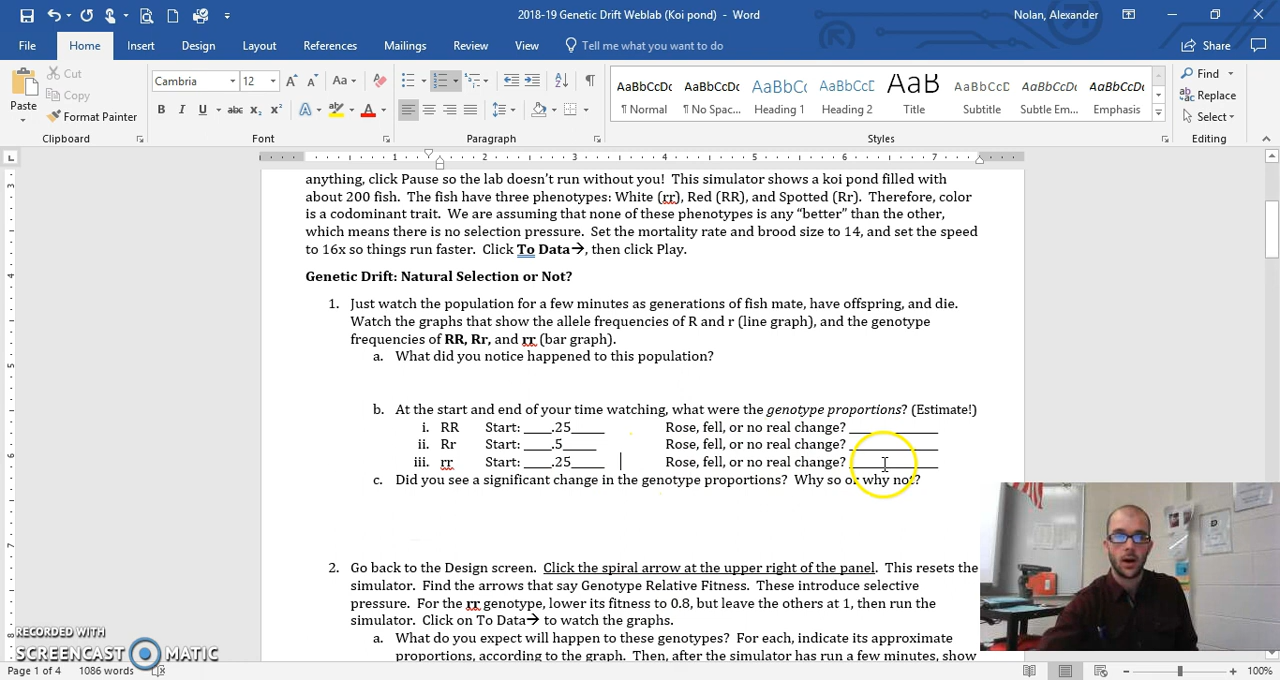 2018-19 Genetic Drift Weblab (Koi pond) - Word
Nolan, Alexander
File Home Insert Design Layout References Mailings Review View Tell me what you want to do Share
Cut
Copy
Format Painter
Paste
Cambria 12
AaBbCcDc AaBbCcDc AaBbCc AaBbCcE AaB AaBbCcD AaBbCcDc AaBbCcDc
¶ Normal ¶ No Spac... Heading 1 Heading 2 Title Subtitle Subtle Em... Emphasis
Find
Replace
Select
Clipboard Font Paragraph Styles Editing
1 2 3 4 5 6 7
anything, click Pause so the lab doesn't run without you! This simulator shows a koi pond filled with
about 200 fish. The fish have three phenotypes: White (rr), Red (RR), and Spotted (Rr). Therefore, color
is a codominant trait. We are assuming that none of these phenotypes is any “better” than the other,
which means there is no selection pressure. Set the mortality rate and brood size to 14, and set the speed
to 16x so things run faster. Click To Data→, then click Play.
Genetic Drift: Natural Selection or Not?
1. Just watch the population for a few minutes as generations of fish mate, have offspring, and die.
Watch the graphs that show the allele frequencies of R and r (line graph), and the genotype
frequencies of RR, Rr, and rr (bar graph).
a. What did you notice happened to this population?
b. At the start and end of your time watching, what were the genotype proportions? (Estimate!)
i. RR Start: ____.25_____ Rose, fell, or no real change? _____________
ii. Rr Start: ____.5_____ Rose, fell, or no real change? _____________
iii. rr Start: ____.25_____ Rose, fell, or no real change? _____________
c. Did you see a significant change in the genotype proportions? Why so or why not?
2. Go back to the Design screen. Click the spiral arrow at the upper right of the panel. This resets the
simulator. Find the arrows that say Genotype Relative Fitness. These introduce selective
pressure. For the rr genotype, lower its fitness to 0.8, but leave the others at 1, then run the
simulator. Click on To Data→ to watch the graphs.
a. What do you expect will happen to these genotypes? For each, indicate its approximate
proportions, according to the graph. Then, after the simulator has run a few minutes, show
RECORDED WITH
SCREENCAST MATIC
Page 1 of 4 1086 words 100%